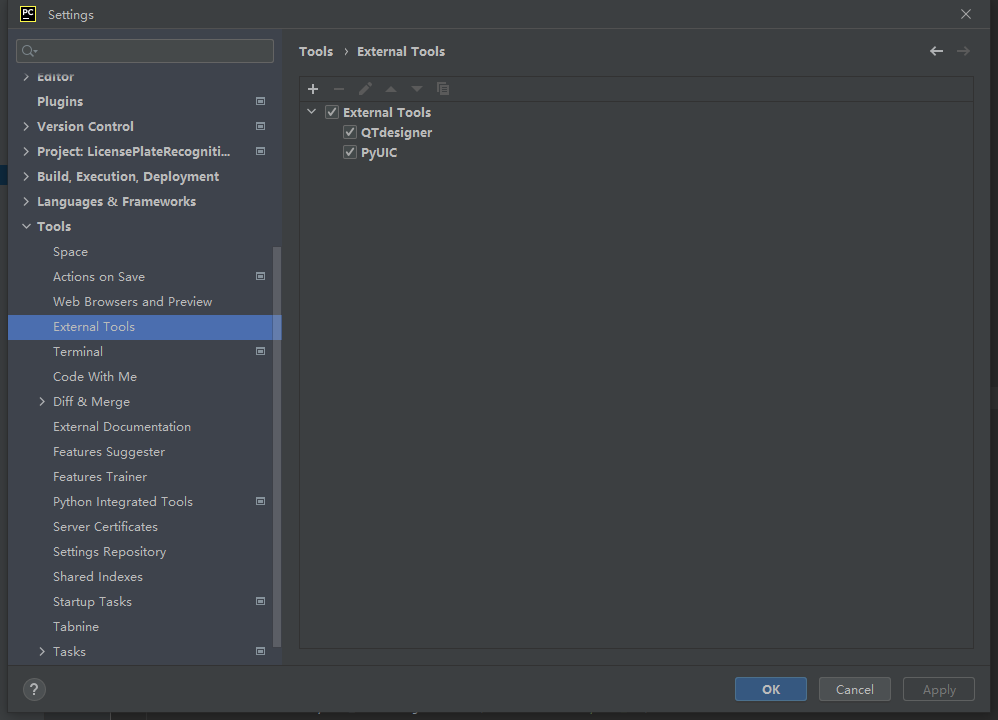 PC Settings
Tools › External Tools
Editor
Plugins
Version Control
Project: LicensePlateRecogniti...
Build, Execution, Deployment
Languages & Frameworks
Tools
Space
Actions on Save
Web Browsers and Preview
External Tools
Terminal
Code With Me
Diff & Merge
External Documentation
Features Suggester
Features Trainer
Python Integrated Tools
Server Certificates
Settings Repository
Shared Indexes
Startup Tasks
Tabnine
Tasks
External Tools
QTdesigner
PyUIC
? OK Cancel Apply